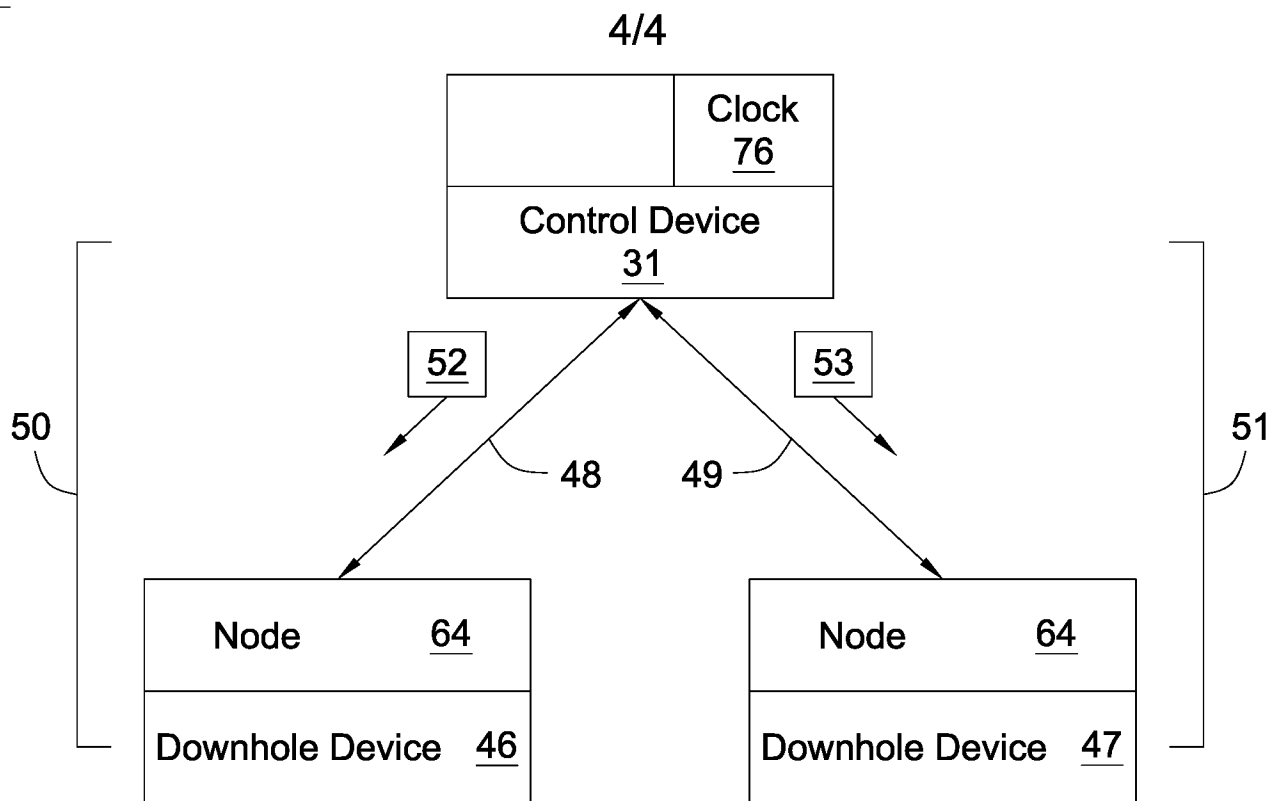 4/4
Clock
76
Control Device
31
52
53
50
51
48
49
Node 64
Node 64
Downhole Device 46
Downhole Device 47